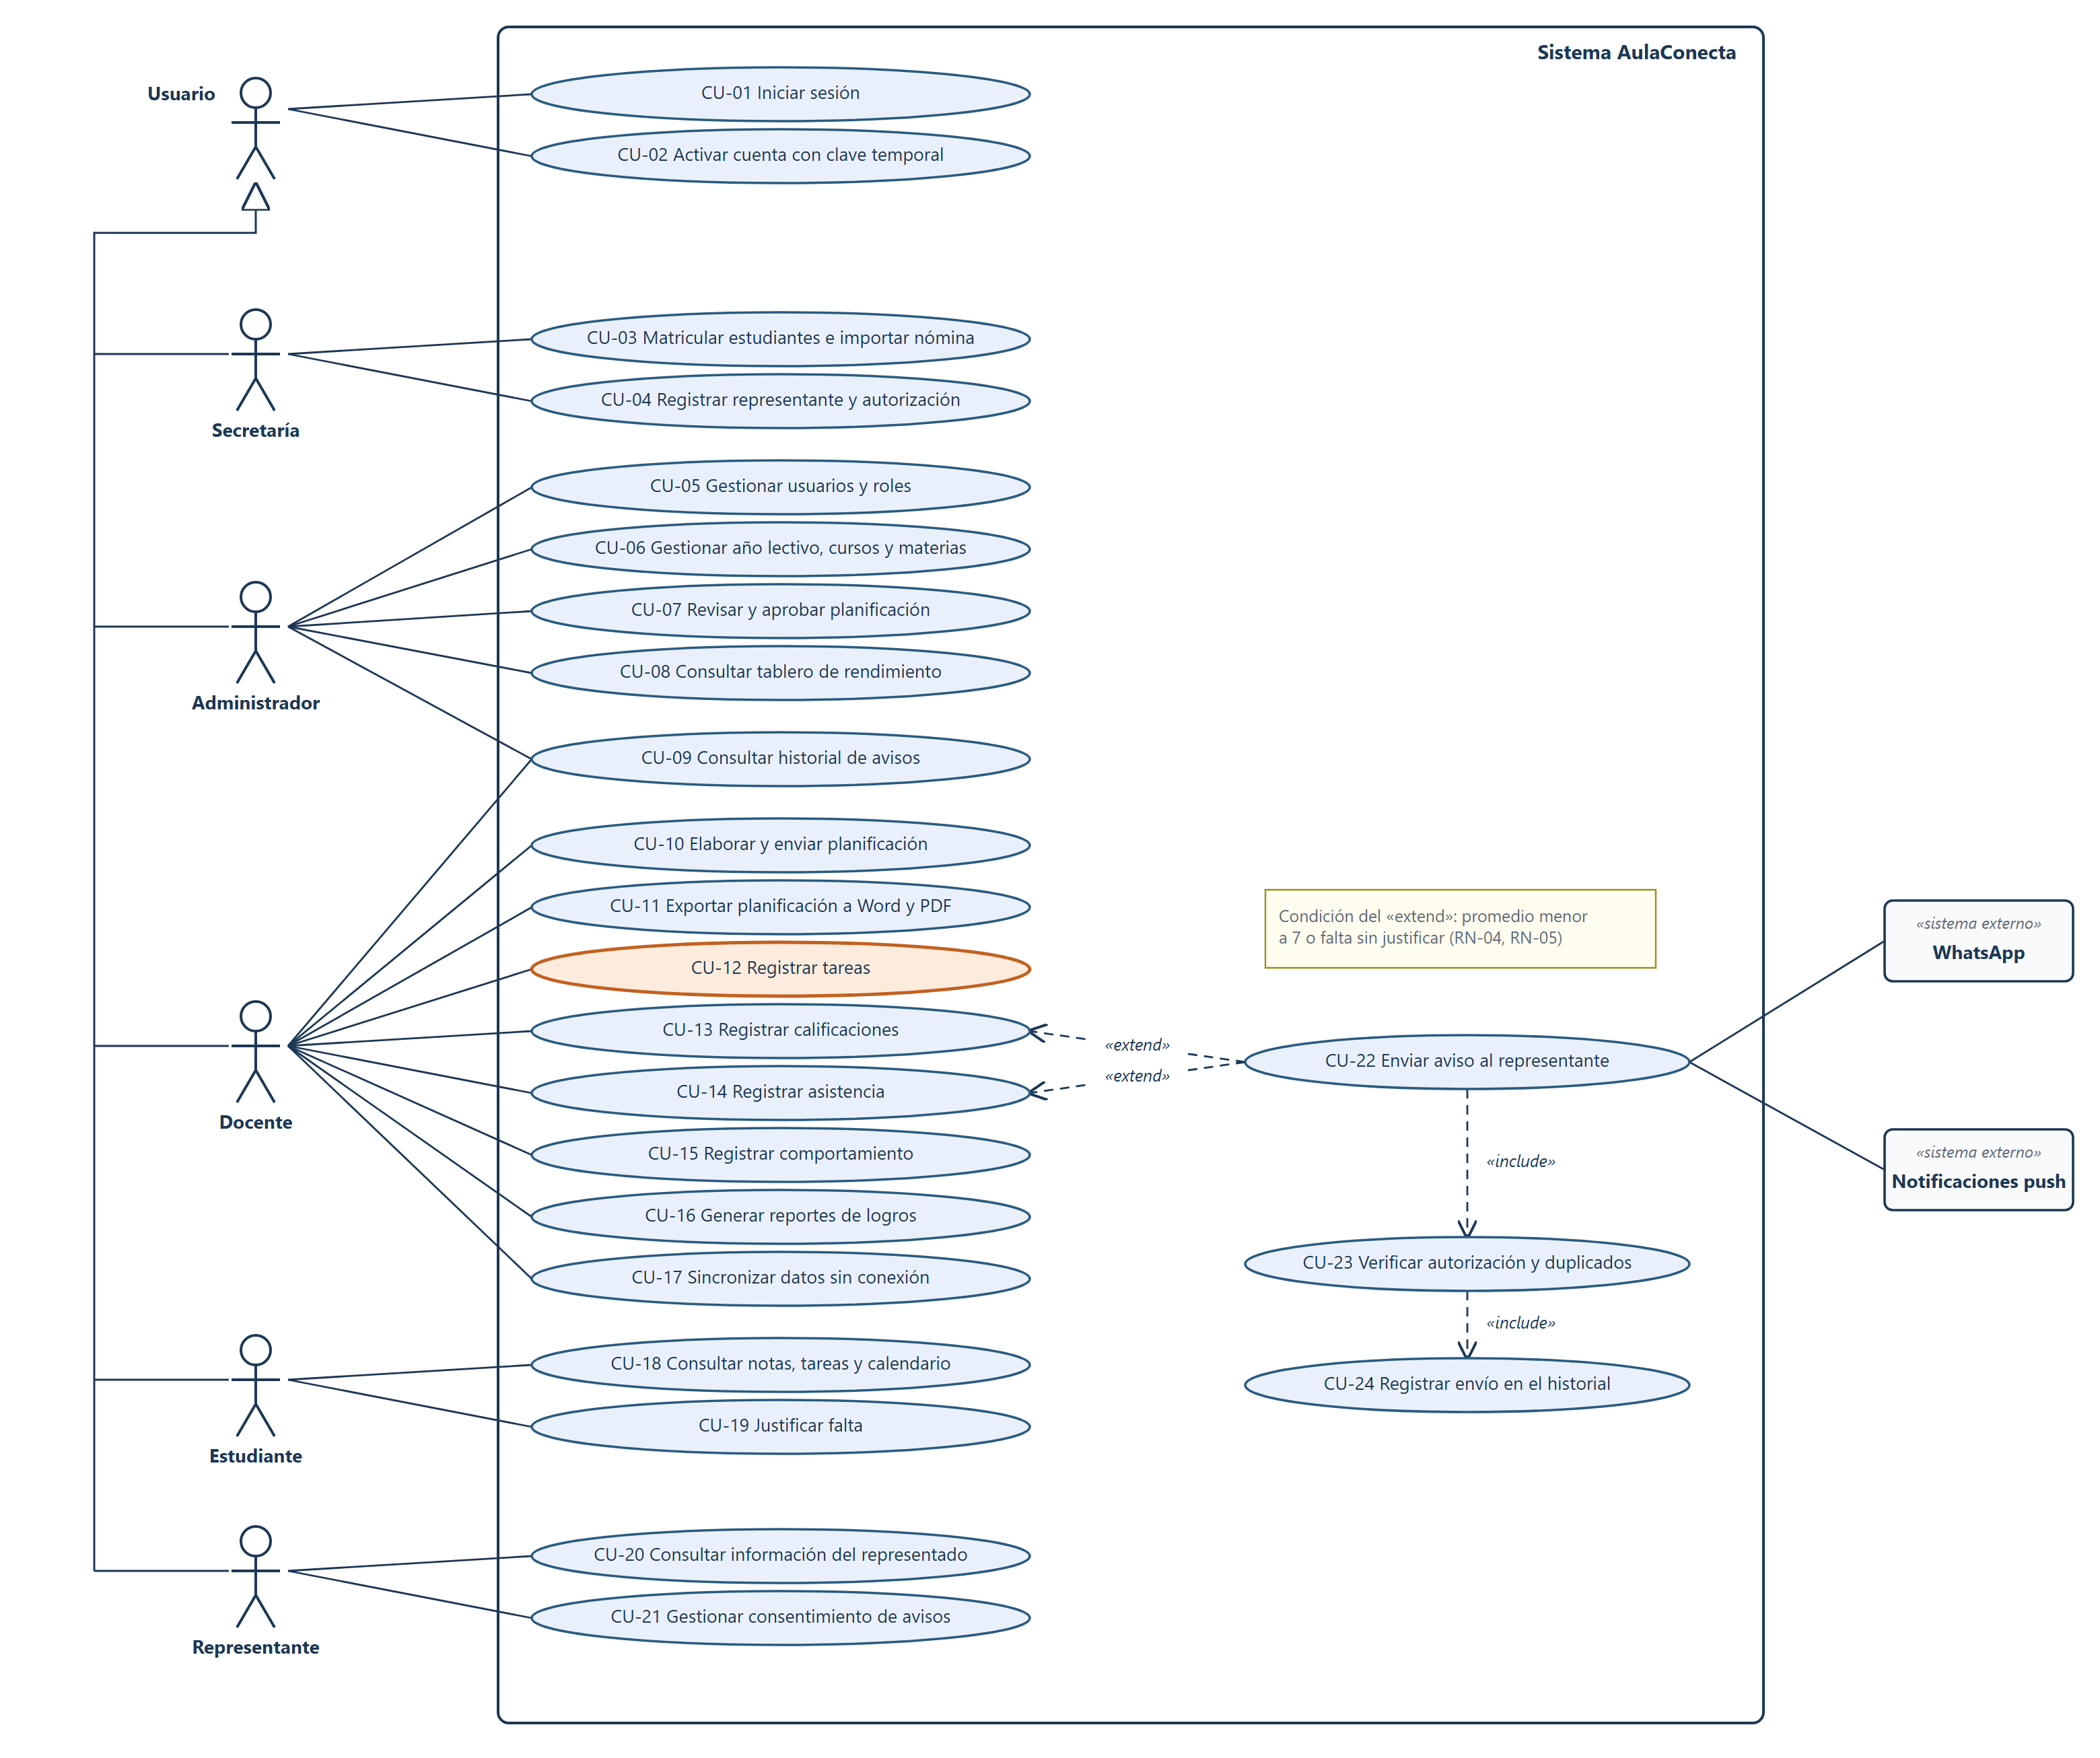 Sistema AulaConecta
Usuario
CU-01 Iniciar sesión
CU-02 Activar cuenta con clave temporal
CU-03 Matricular estudiantes e importar nómina
CU-04 Registrar representante y autorización
Secretaría
CU-05 Gestionar usuarios y roles
CU-06 Gestionar año lectivo, cursos y materias
CU-07 Revisar y aprobar planificación
CU-08 Consultar tablero de rendimiento
Administrador
CU-09 Consultar historial de avisos
CU-10 Elaborar y enviar planificación
CU-11 Exportar planificación a Word y PDF
CU-12 Registrar tareas
CU-13 Registrar calificaciones
CU-14 Registrar asistencia
Docente
CU-15 Registrar comportamiento
CU-16 Generar reportes de logros
CU-17 Sincronizar datos sin conexión
CU-18 Consultar notas, tareas y calendario
CU-19 Justificar falta
Estudiante
CU-20 Consultar información del representado
CU-21 Gestionar consentimiento de avisos
Representante
Condición del «extend»: promedio menor
a 7 o falta sin justificar (RN-04, RN-05)
«extend»
«extend»
CU-22 Enviar aviso al representante
«include»
CU-23 Verificar autorización y duplicados
«include»
CU-24 Registrar envío en el historial
«sistema externo»
WhatsApp
«sistema externo»
Notificaciones push